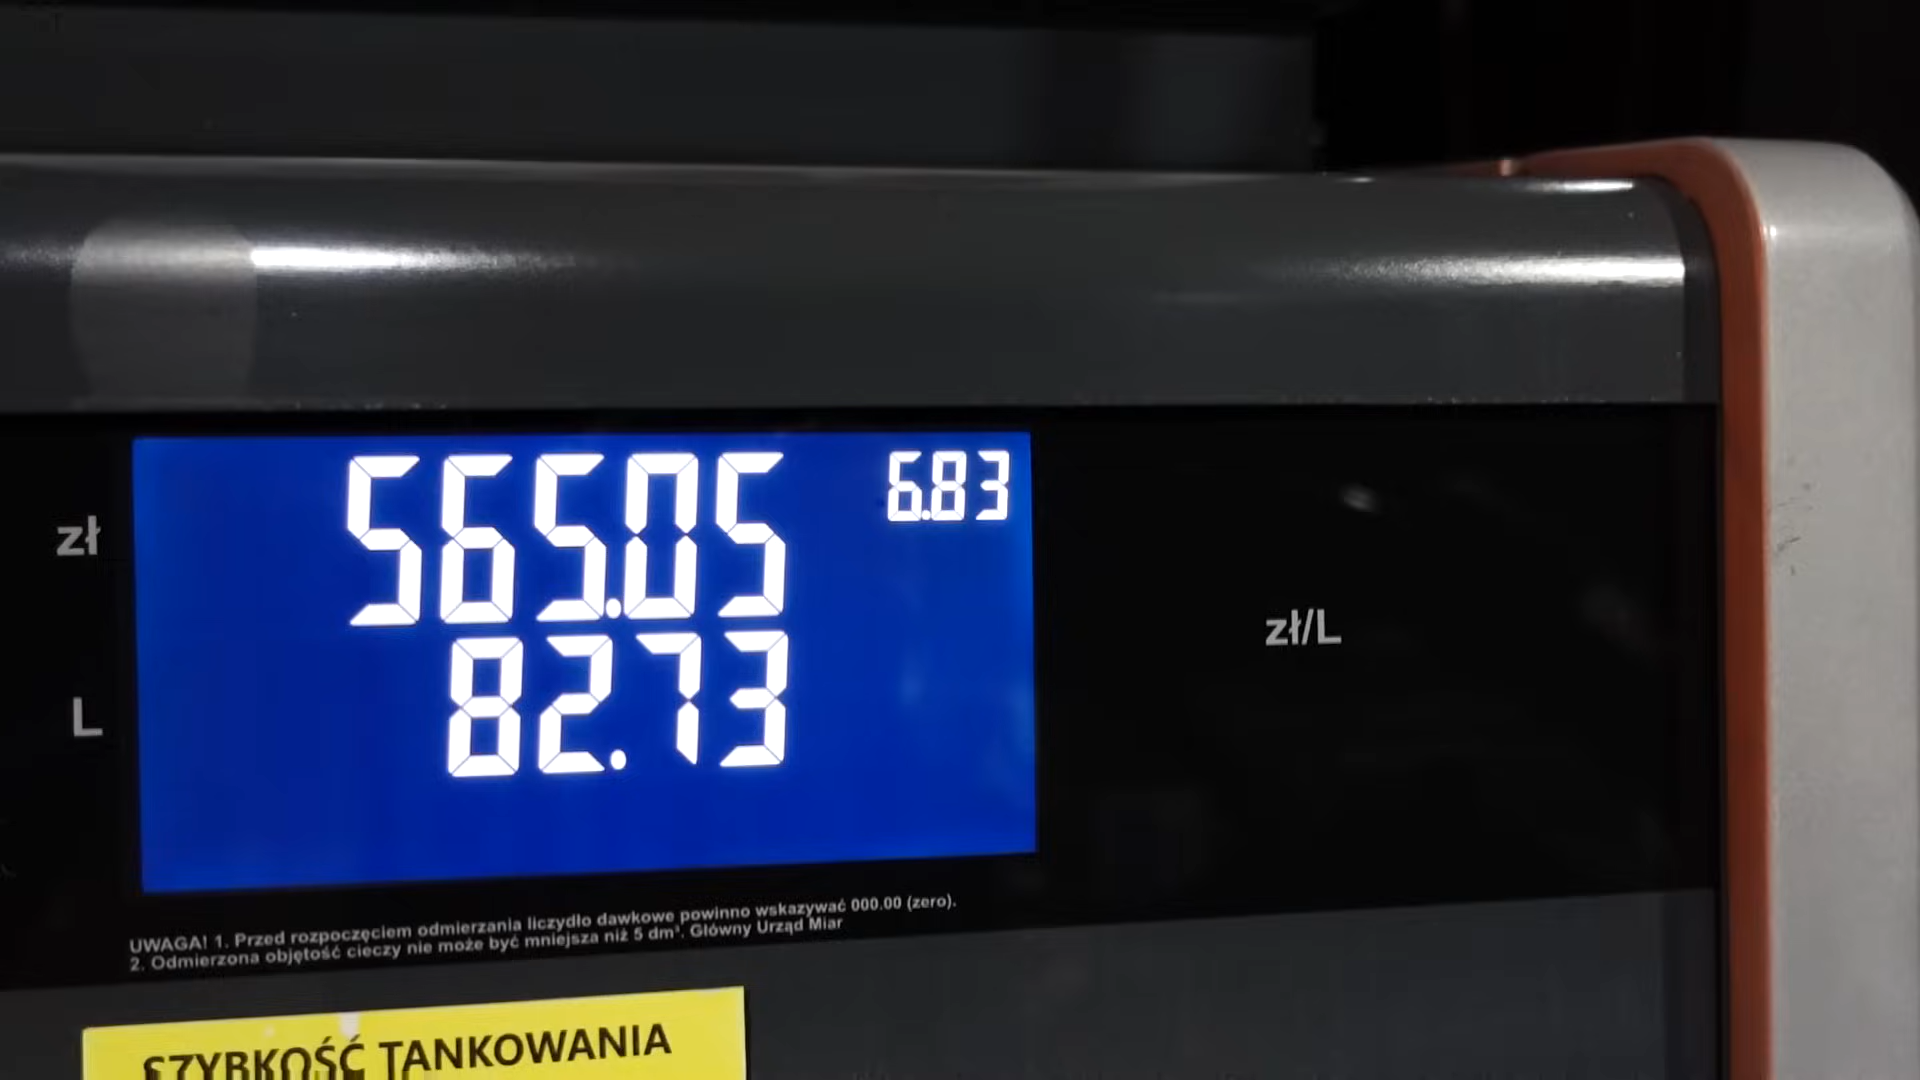 zł 565.05 6.83
zł/L
L 82.73
UWAGA! 1. Przed rozpoczęciem odmierzania liczydło dawkowe powinno wskazywać 000.00 (zero).
2. Odmierzona objętość cieczy nie może być mniejsza niż 5 dm³. Główny Urząd Miar
SZYBKOŚĆ TANKOWANIA